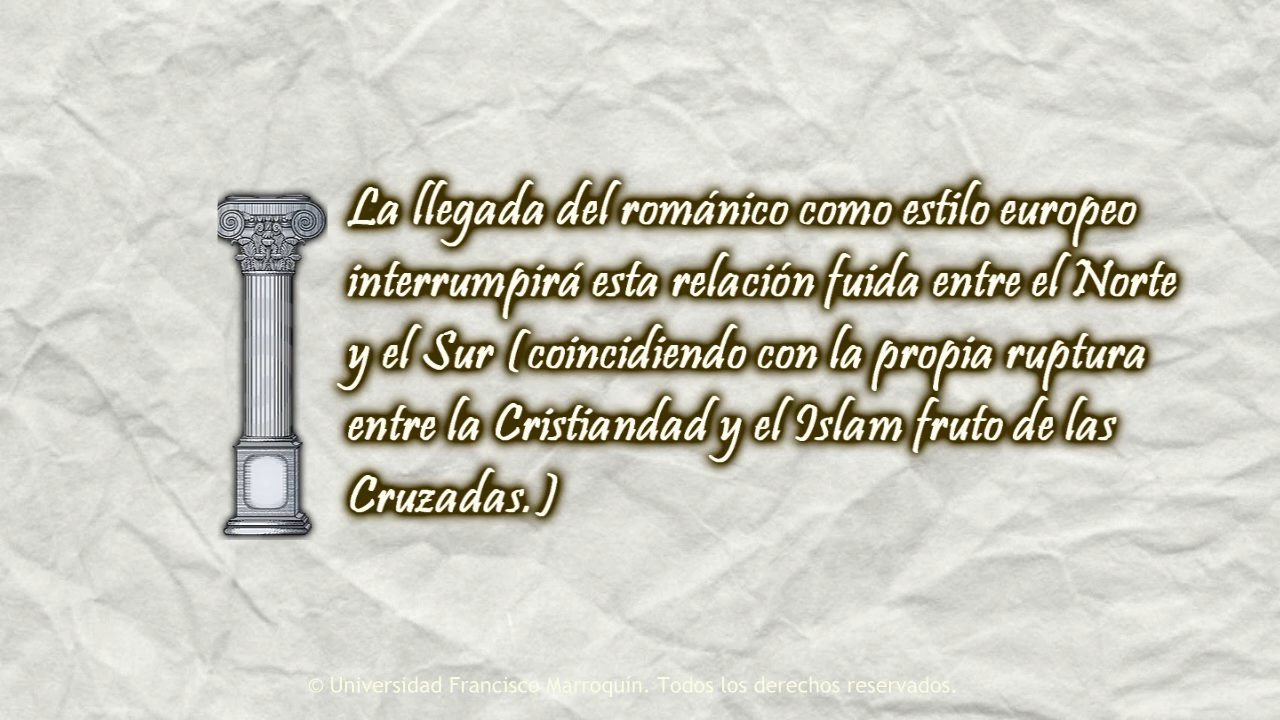 La llegada del románico como estilo europeo
interrumpirá esta relación fuida entre el Norte
y el Sur (coincidiendo con la propia ruptura
entre la Cristiandad y el Islam fruto de las
Cruzadas.)
© Universidad Francisco Marroquín. Todos los derechos reservados.